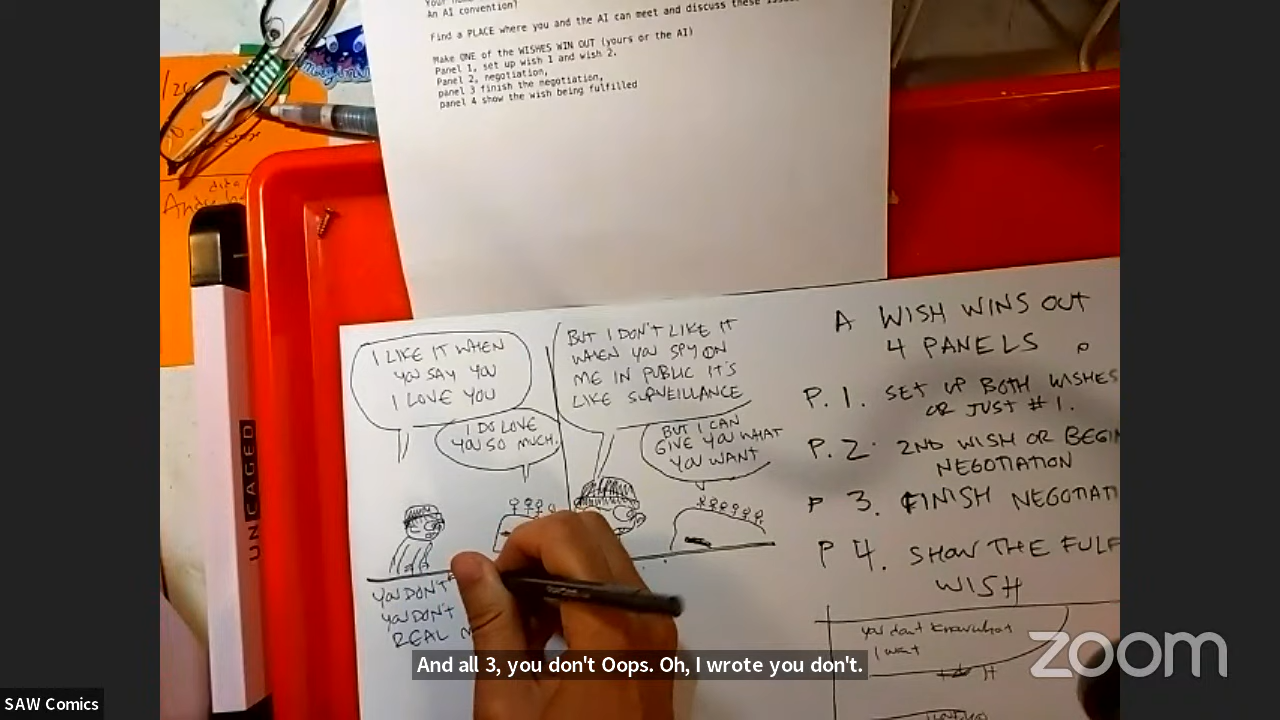 An AI convention?
Find a PLACE where you and the AI can meet and discuss these
Make ONE of the WISHES WIN OUT (yours or the AI)
Panel 1, set up wish 1 and wish 2.
Panel 2, negotiation,
panel 3 finish the negotiation,
panel 4 show the wish being fulfilled
I LIKE IT WHEN
YOU SAY YOU
I LOVE YOU
I DO LOVE
YOU SO MUCH.
BUT I DON'T LIKE IT
WHEN YOU SPY ON
ME IN PUBLIC IT'S
LIKE SURVEILLANCE
BUT I CAN
GIVE YOU WHAT
YOU WANT
YOU DON'T
YOU DON'T
REAL
A WISH WINS OUT
4 PANELS
P. 1. SET UP BOTH WISHES
OR JUST #1.
P. 2. 2ND WISH OR BEGIN
NEGOTIATION
P 3. FINISH NEGOTIATI
P 4. SHOW THE FULF
WISH
you don't know what
I want
UNCAGED
And all 3, you don't Oops. Oh, I wrote you don't.
zoom
SAW Comics